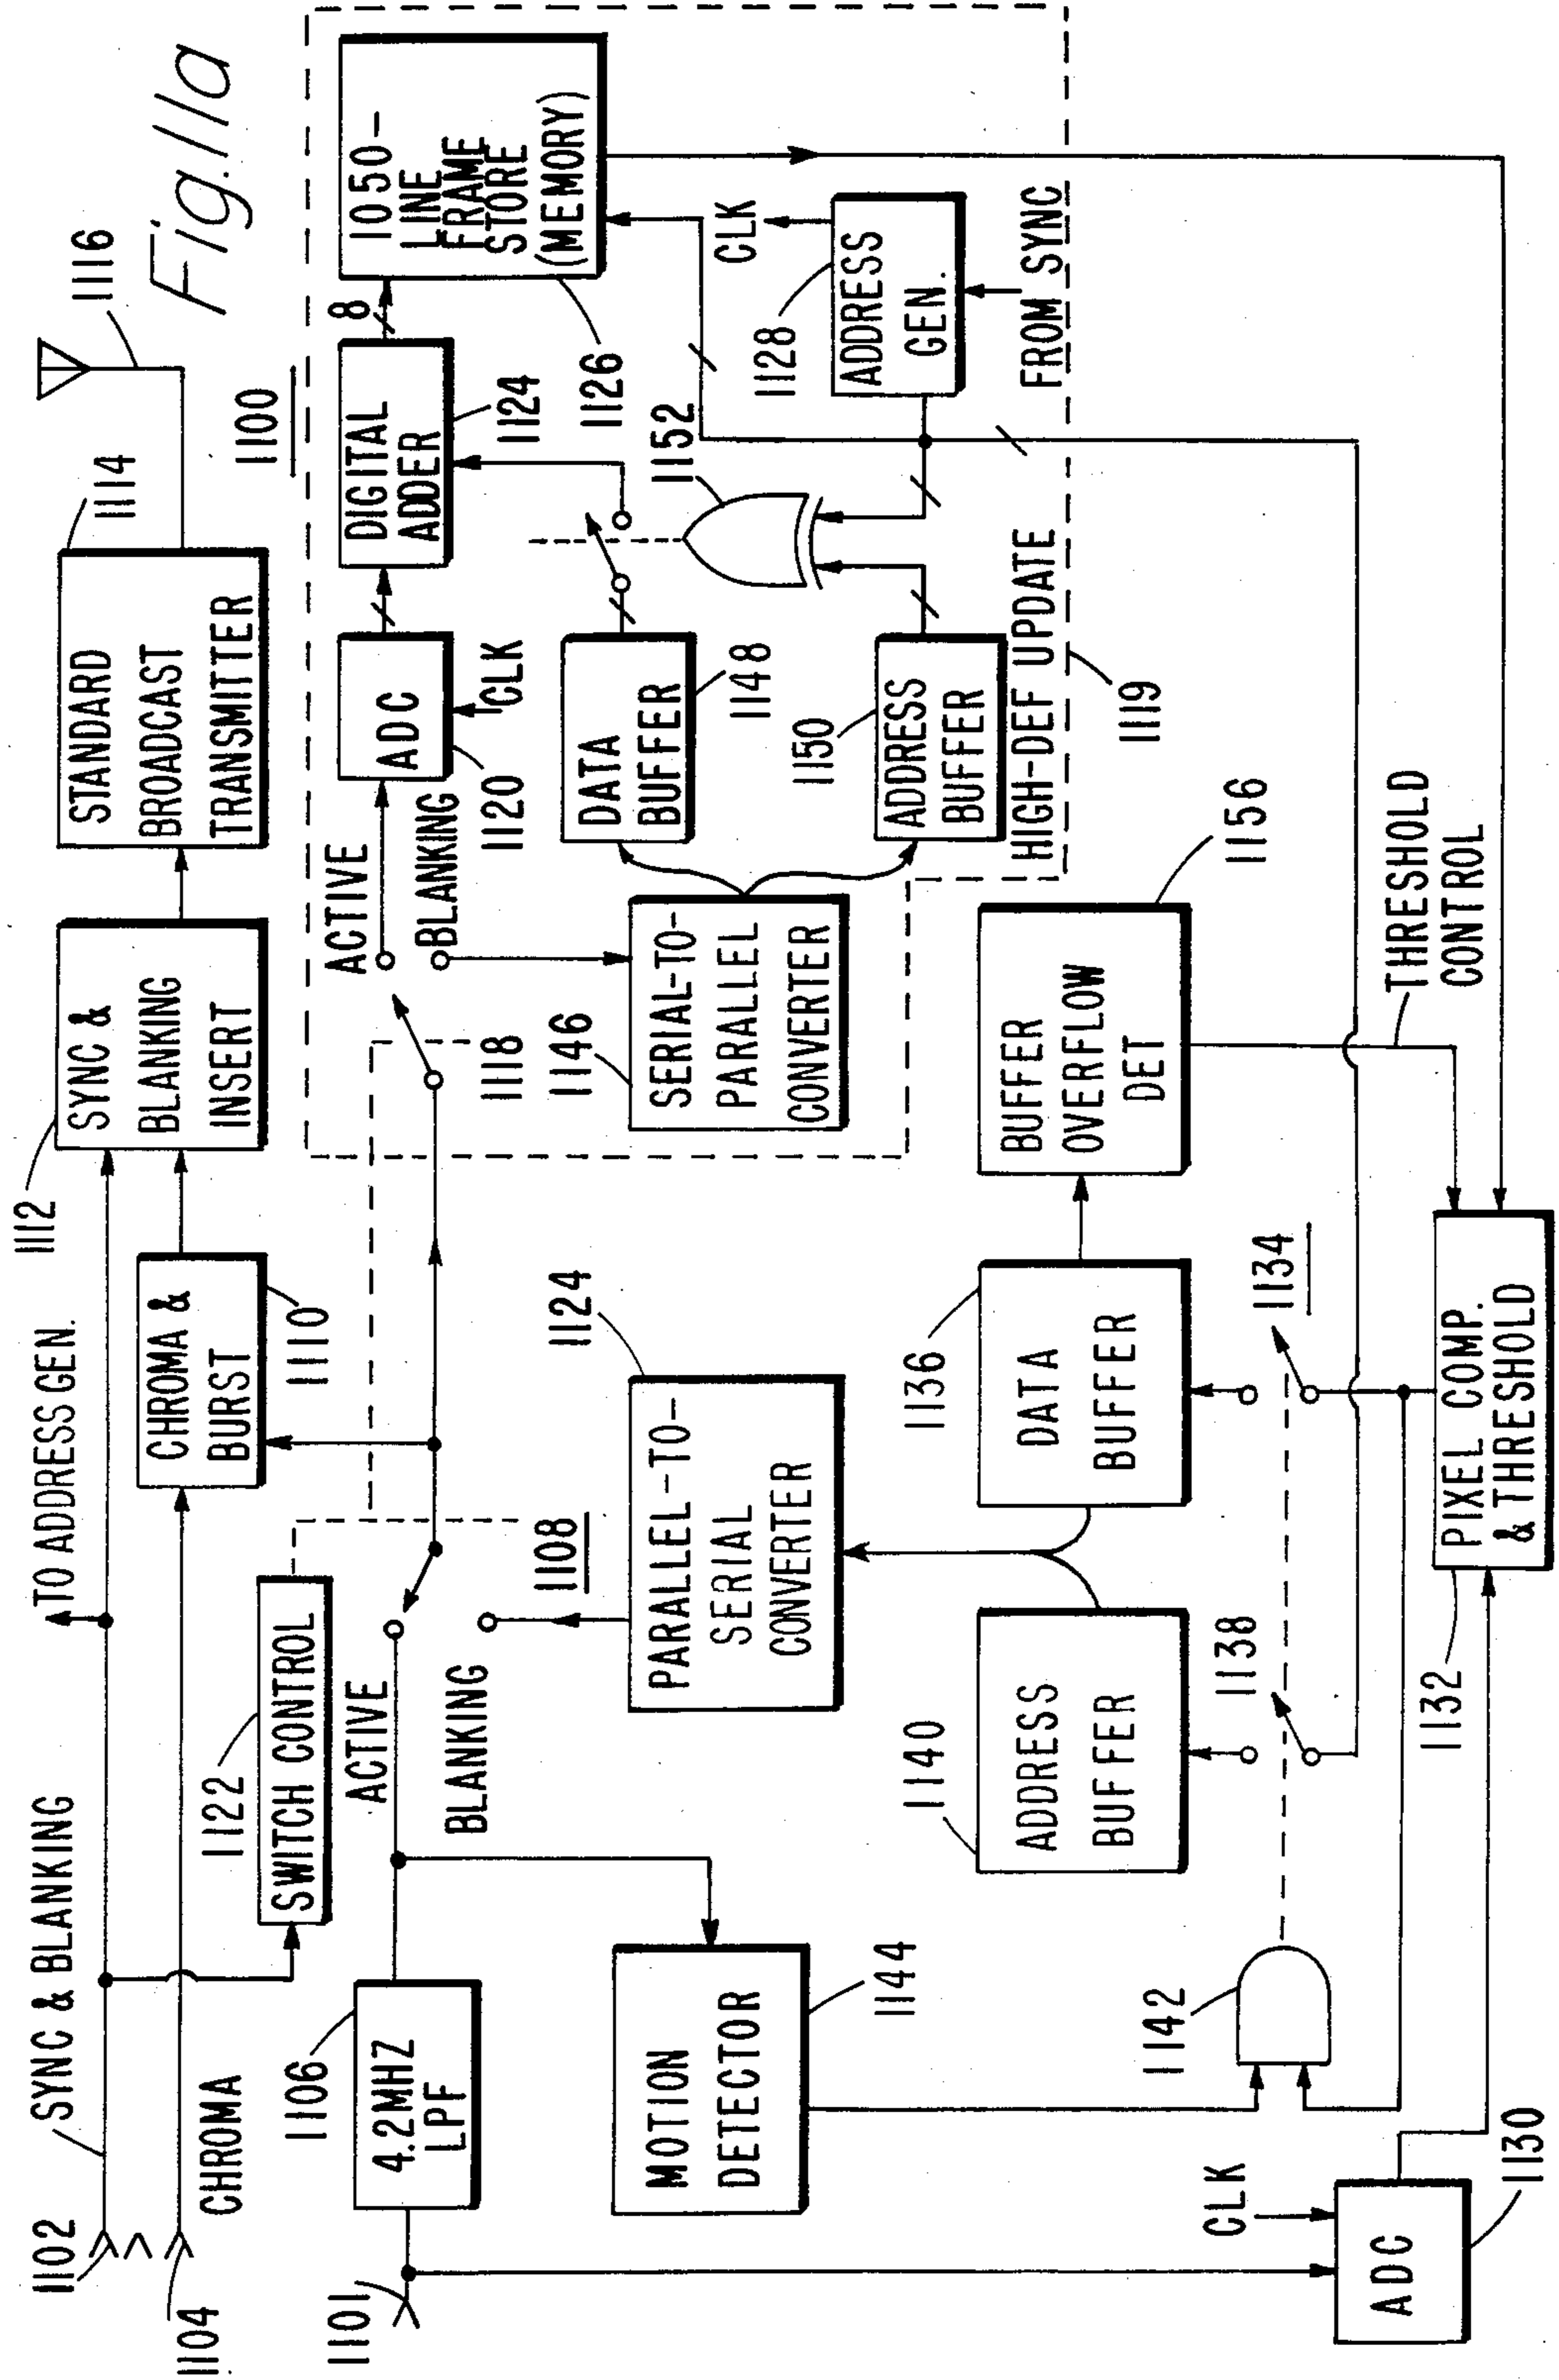 Fig. 11a
1100
1102
SYNC & BLANKING
TO ADDRESS GEN.
1104
CHROMA
1122
SWITCH CONTROL
CHROMA &
BURST
1110
1112
SYNC &
BLANKING
INSERT
1114
STANDARD
BROADCAST
TRANSMITTER
1116
1101
1106
4.2MHZ
LPF
ACTIVE
BLANKING
1108
1118
ACTIVE
BLANKING
ADC
1120
CLK
DIGITAL
ADDER
1124
8
1050-
LINE
FRAME
STORE
(MEMORY)
1126
MOTION
DETECTOR
1144
PARALLEL-TO-
SERIAL
CONVERTER
1124
1146
SERIAL-TO-
PARALLEL
CONVERTER
DATA
BUFFER
1148
1150
ADDRESS
BUFFER
1152
1128
ADDRESS
GEN.
CLK
FROM SYNC
HIGH-DEF UPDATE
1119
1140
ADDRESS
BUFFER
1136
DATA
BUFFER
BUFFER
OVERFLOW
DET
1156
1142
1138
1134
THRESHOLD
CONTROL
CLK
ADC
1130
1132
PIXEL COMP.
& THRESHOLD